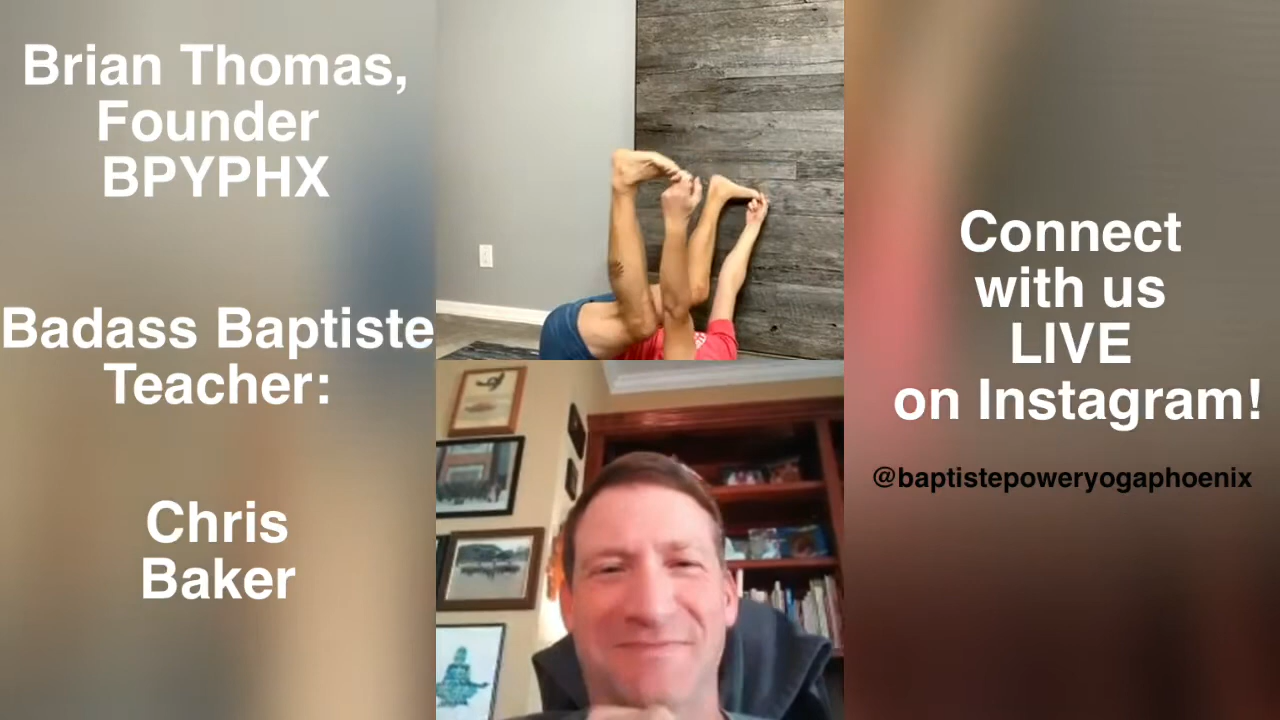 Brian Thomas,
Founder
BPYPHX
Badass Baptiste
Teacher:
Chris
Baker
Connect
with us
LIVE
on Instagram!
@baptistepoweryogaphoenix